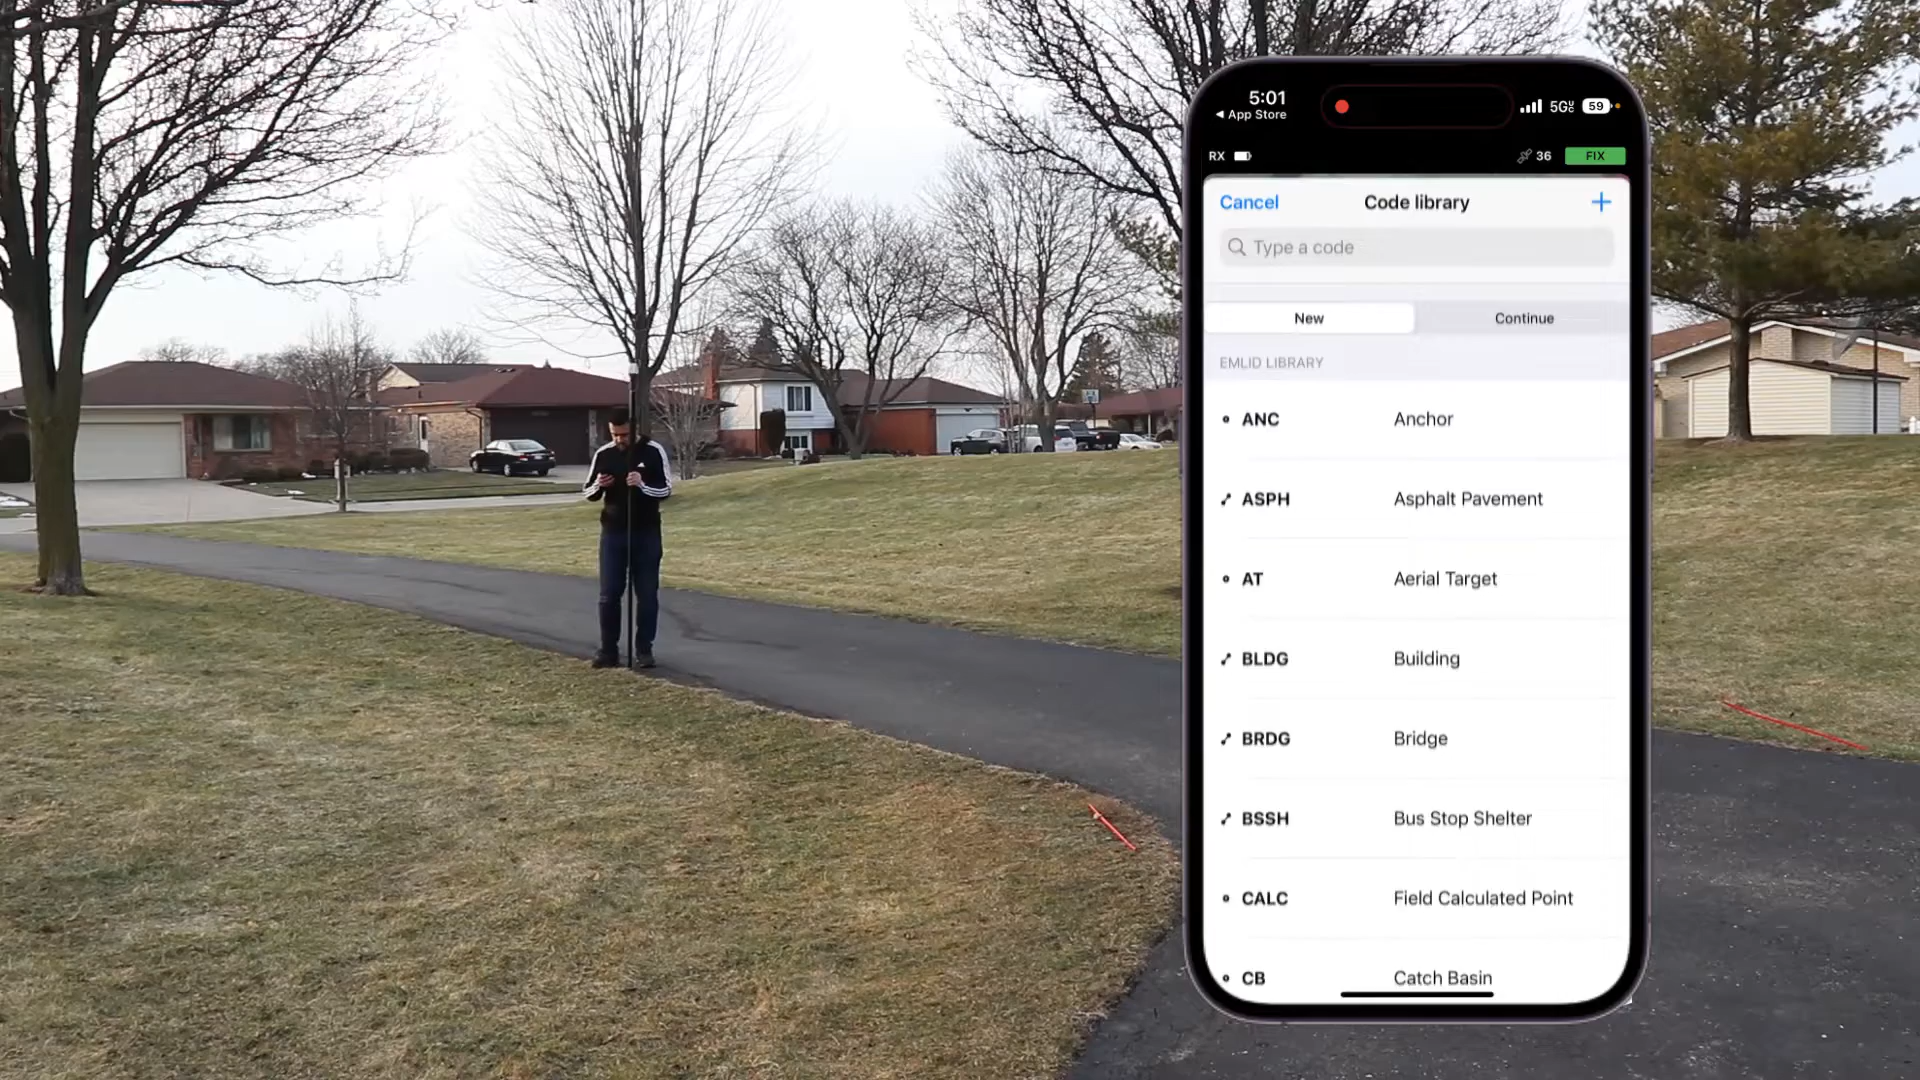 5:01
◀ App Store
5G
59
RX
36
FIX
Cancel
Code library
+
Type a code
New
Continue
EMLID LIBRARY
ANC Anchor
ASPH Asphalt Pavement
AT Aerial Target
BLDG Building
BRDG Bridge
BSSH Bus Stop Shelter
CALC Field Calculated Point
CB Catch Basin